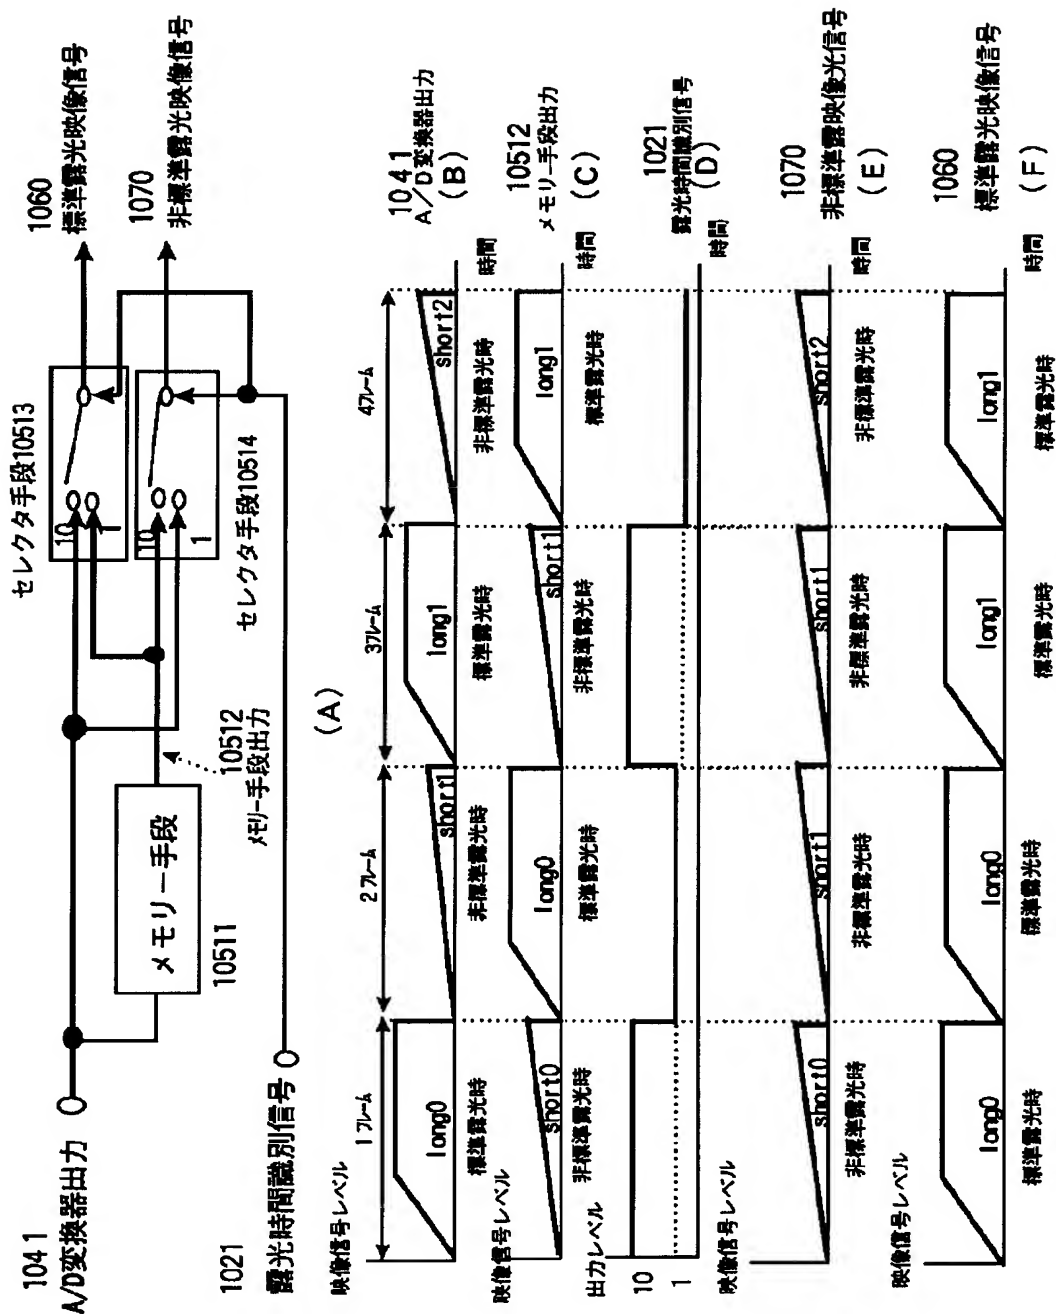 1041
A/D変換器出力
1021
露光時間識別信号
メモリー手段
10511
10512
メモリー手段出力
セレクタ手段10513
10
1
10
1
セレクタ手段10514
1060
標準露光映像信号
1070
非標準露光映像信号
(A)
映像信号レベル
1フレーム
2フレーム
3フレーム
4フレーム
long0
short1
long1
short2
標準露光時
非標準露光時
標準露光時
非標準露光時
時間
1041
A/D変換器出力
(B)
映像信号レベル
short0
long0
short1
long1
非標準露光時
標準露光時
非標準露光時
標準露光時
時間
10512
メモリー手段出力
(C)
出力レベル
10
1
時間
1021
露光時間識別信号
(D)
映像信号レベル
short0
short1
short1
short2
非標準露光時
非標準露光時
非標準露光時
非標準露光時
時間
1070
非標準露映像光信号
(E)
映像信号レベル
long0
long0
long1
long1
標準露光時
標準露光時
標準露光時
標準露光時
時間
1060
標準露光映像信号
(F)